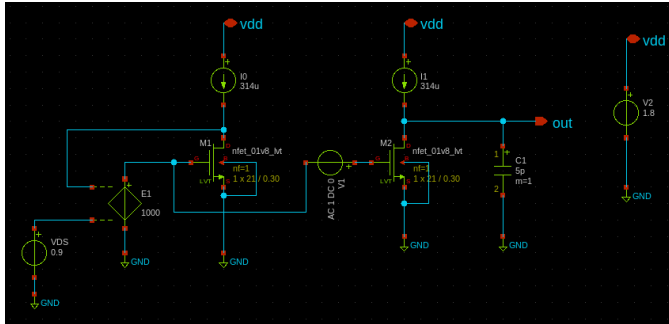 vdd
vdd
vdd
I0
314u
I1
314u
V2
1.8
out
M1
nfet_01v8_lvt
nf=1
1 x 21 / 0.30
LVT
M2
nfet_01v8_lvt
nf=1
1 x 21 / 0.30
LVT
1
C1
5p
m=1
2
E1
1000
V1
AC 1 DC 0
VDS
0.9
GND
GND
GND
GND
GND
GND